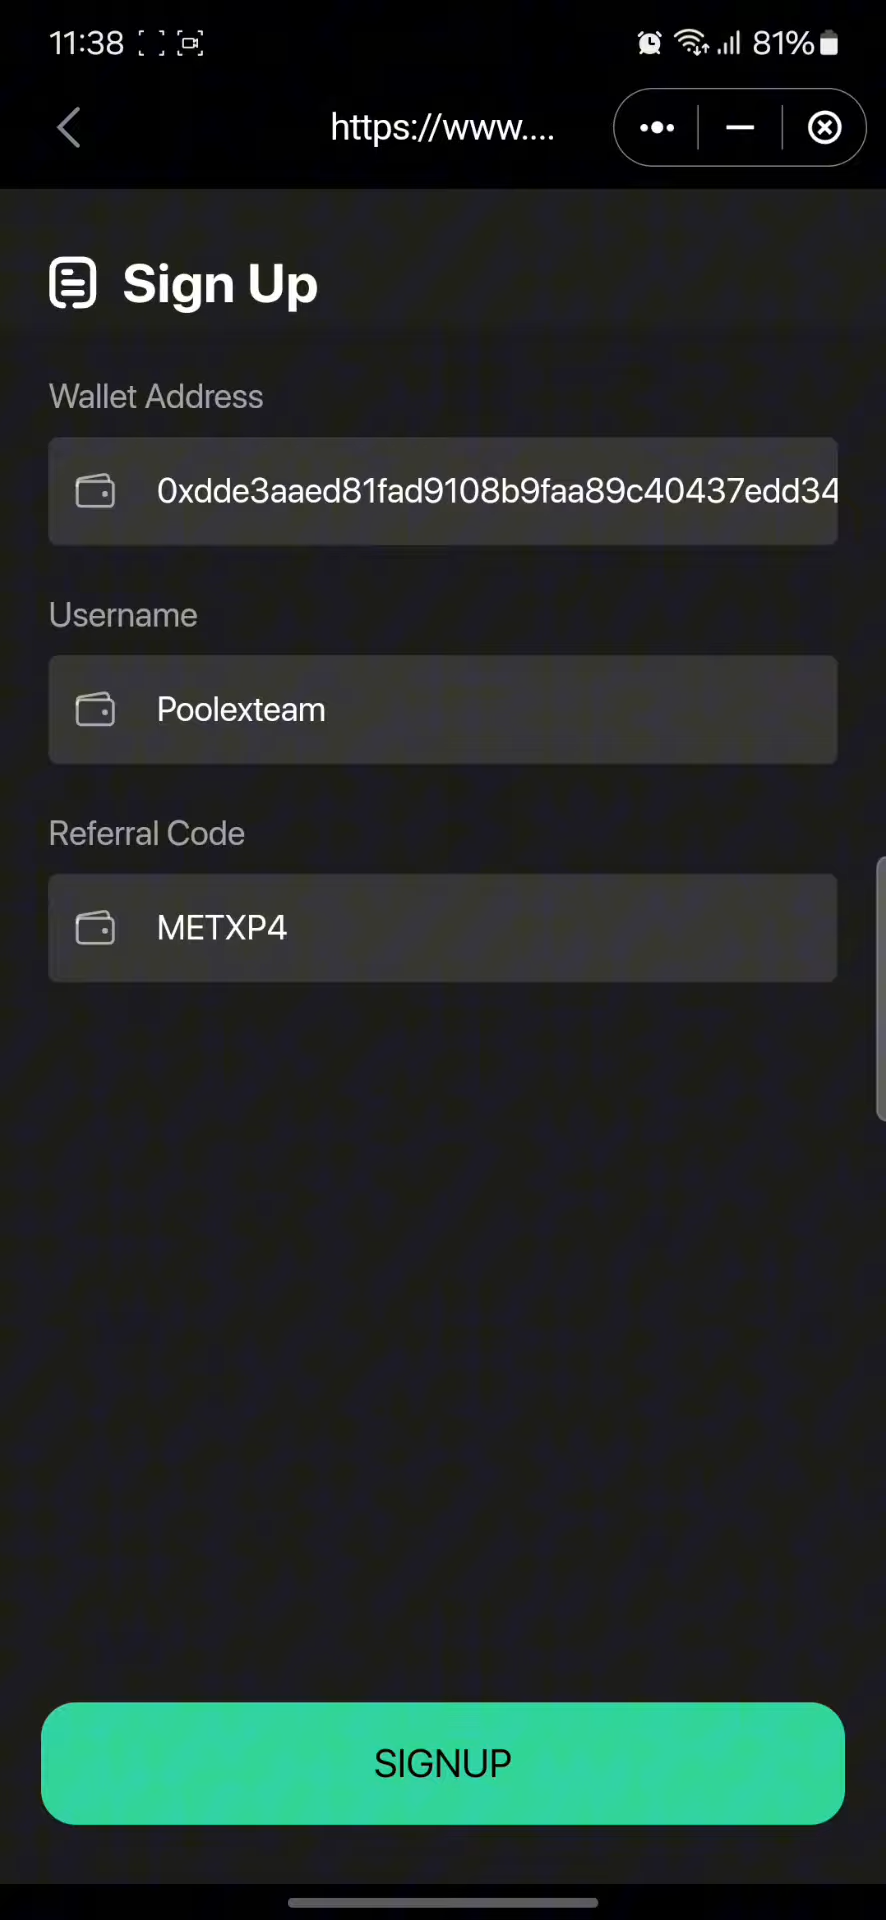 11:38
81%
https://www....
Sign Up
Wallet Address
0xdde3aaed81fad9108b9faa89c40437edd34
Username
Poolexteam
Referral Code
METXP4
SIGNUP